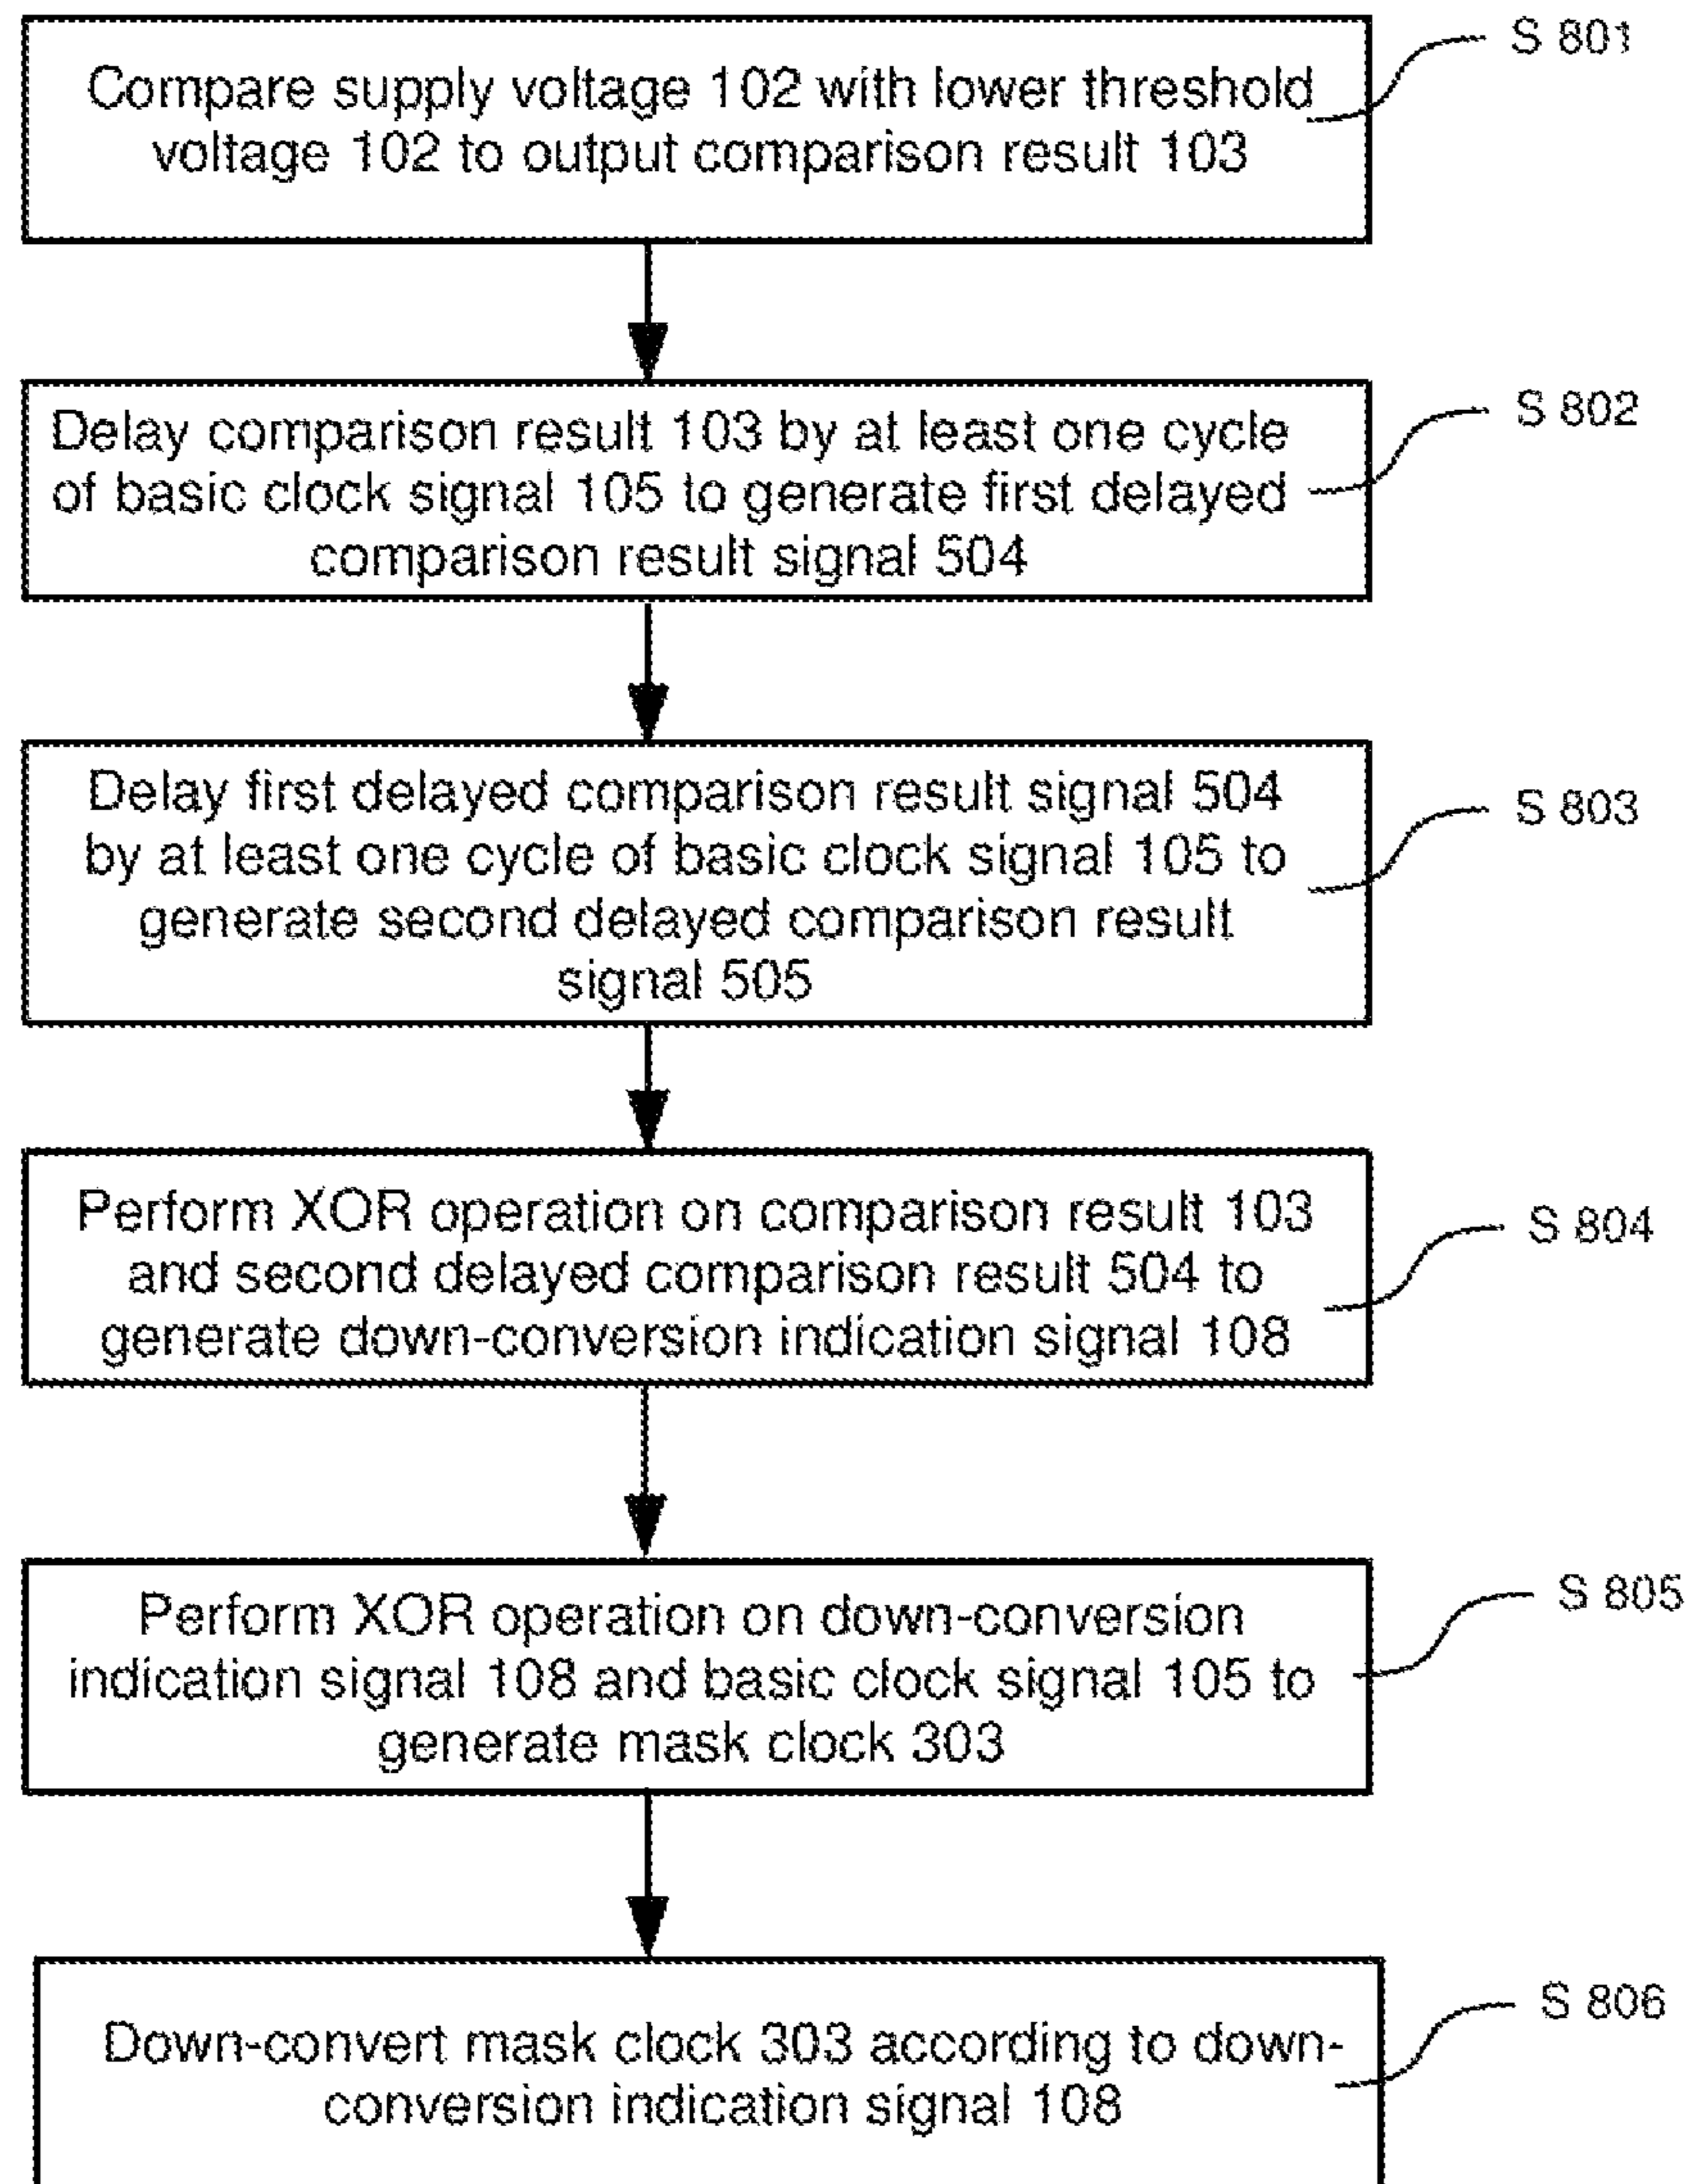 S 801
Compare supply voltage 102 with lower threshold
voltage 102 to output comparison result 103
S 802
Delay comparison result 103 by at least one cycle
of basic clock signal 105 to generate first delayed
comparison result signal 504
S 803
Delay first delayed comparison result signal 504
by at least one cycle of basic clock signal 105 to
generate second delayed comparison result
signal 505
S 804
Perform XOR operation on comparison result 103
and second delayed comparison result 504 to
generate down-conversion indication signal 108
S 805
Perform XOR operation on down-conversion
indication signal 108 and basic clock signal 105 to
generate mask clock 303
S 806
Down-convert mask clock 303 according to down-
conversion indication signal 108